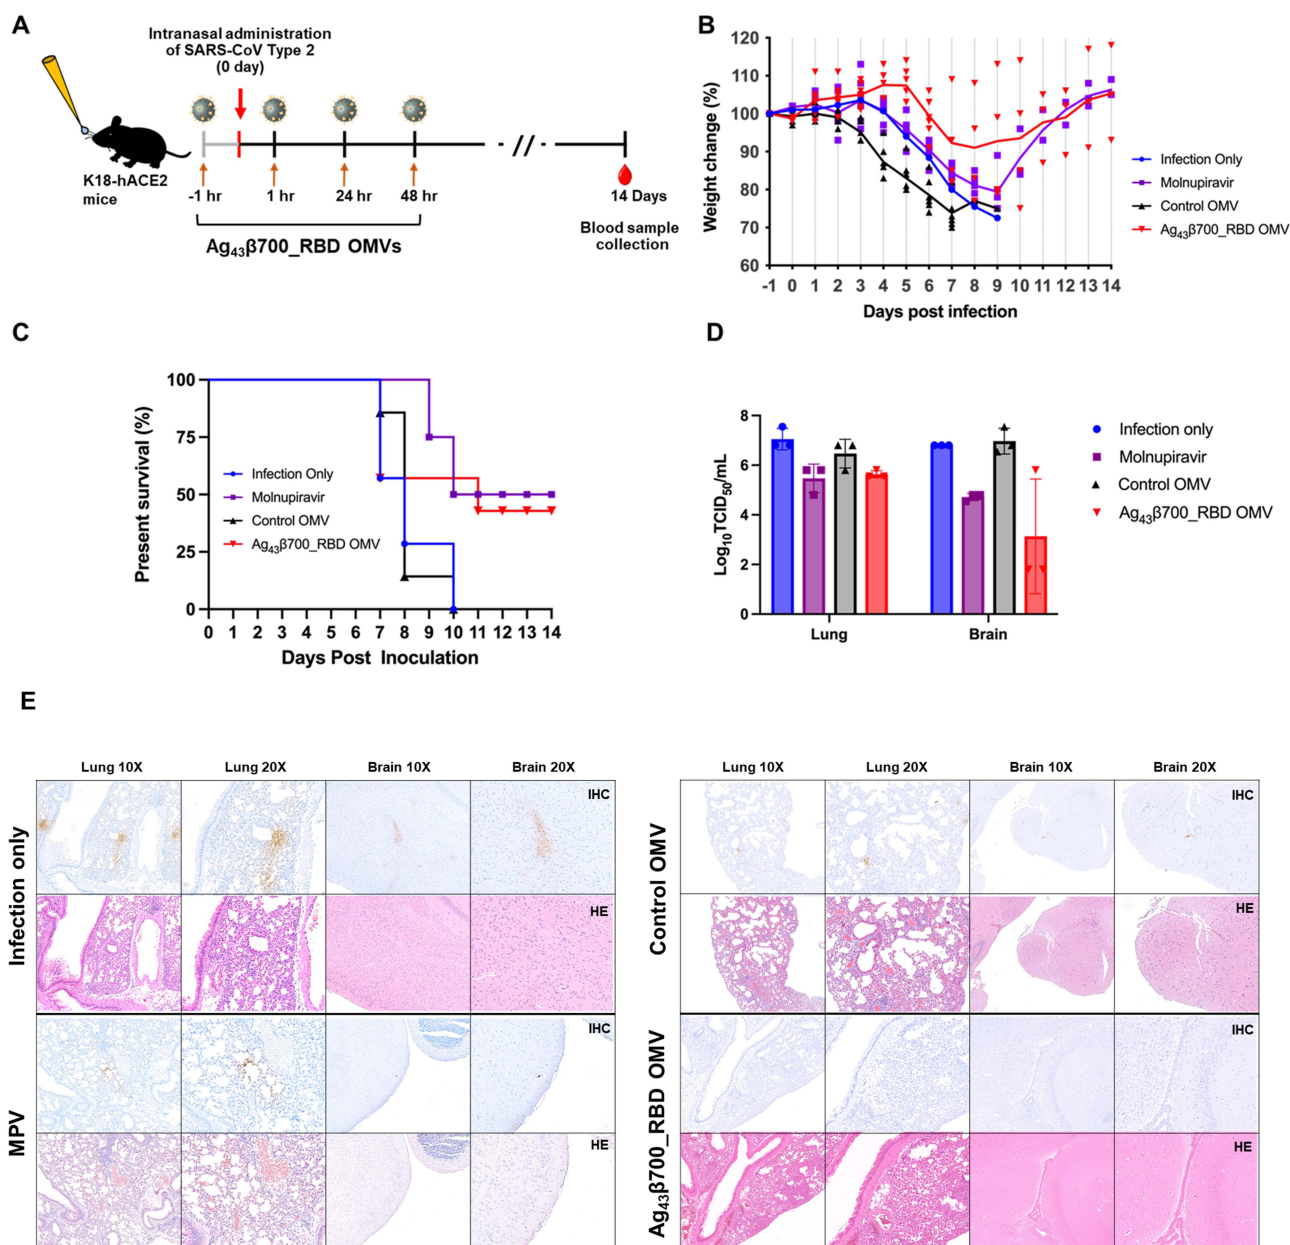 A
Intranasal administration
of SARS-CoV Type 2
(0 day)
K18-hACE2
mice
-1 hr
1 hr
24 hr
48 hr
14 Days
Ag43β700_RBD OMVs
Blood sample
collection
B
Weight change (%)
120
110
100
90
80
70
60
-1 0 1 2 3 4 5 6 7 8 9 10 11 12 13 14
Days post infection
Infection Only
Molnupiravir
Control OMV
Ag43β700_RBD OMV
C
Present survival (%)
100
75
50
25
0
0 1 2 3 4 5 6 7 8 9 10 11 12 13 14
Days Post Inoculation
Infection Only
Molnupiravir
Control OMV
Ag43β700_RBD OMV
D
Log10TCID50/mL
8
6
4
2
0
Lung Brain
Infection only
Molnupiravir
Control OMV
Ag43β700_RBD OMV
E
Lung 10X Lung 20X Brain 10X Brain 20X
Infection only
IHC
HE
MPV
IHC
HE
Lung 10X Lung 20X Brain 10X Brain 20X
Control OMV
IHC
HE
Ag43β700_RBD OMV
IHC
HE